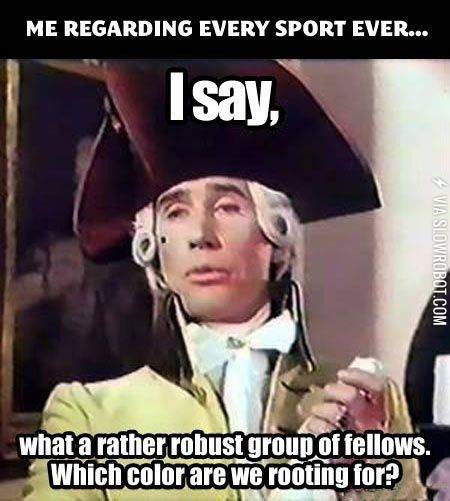 ME REGARDING EVERY SPORT EVER...
I say,
⚡ VIA SLOWROBOT.COM
what a rather robust group of fellows.
Which color are we rooting for?